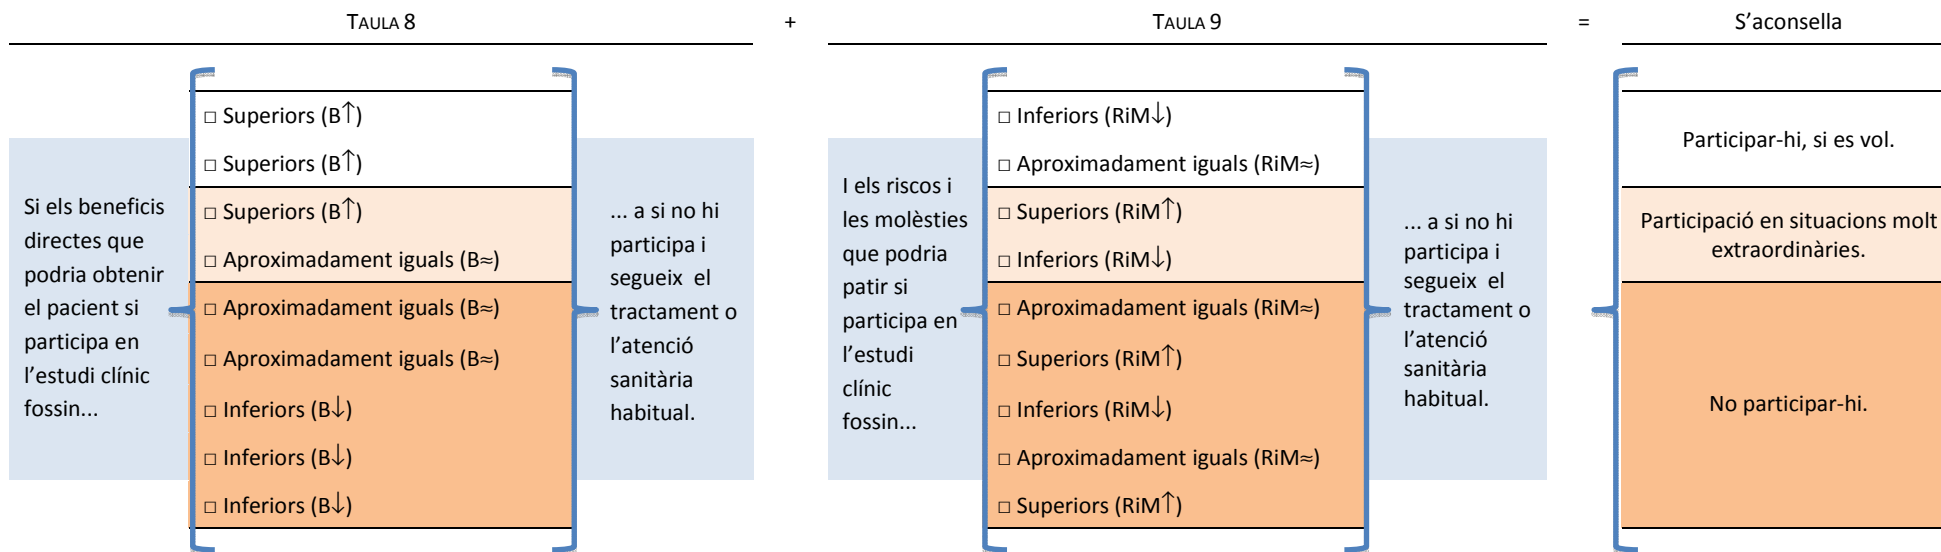 TAULA 8 + TAULA 9 = S’aconsella
Si els beneficis
directes que
podria obtenir
el pacient si
participa en
l’estudi clínic
fossin...
□ Superiors (B↑)
□ Superiors (B↑)
□ Superiors (B↑)
□ Aproximadament iguals (B≈)
□ Aproximadament iguals (B≈)
□ Aproximadament iguals (B≈)
□ Inferiors (B↓)
□ Inferiors (B↓)
□ Inferiors (B↓)
... a si no hi
participa i
segueix el
tractament o
l’atenció
sanitària
habitual.
I els riscos i
les molèsties
que podria
patir si
participa en
l’estudi
clínic
fossin...
□ Inferiors (RiM↓)
□ Aproximadament iguals (RiM≈)
□ Superiors (RiM↑)
□ Inferiors (RiM↓)
□ Aproximadament iguals (RiM≈)
□ Superiors (RiM↑)
□ Inferiors (RiM↓)
□ Aproximadament iguals (RiM≈)
□ Superiors (RiM↑)
... a si no hi
participa i
segueix el
tractament o
l’atenció
sanitària
habitual.
Participar-hi, si es vol.
Participació en situacions molt
extraordinàries.
No participar-hi.